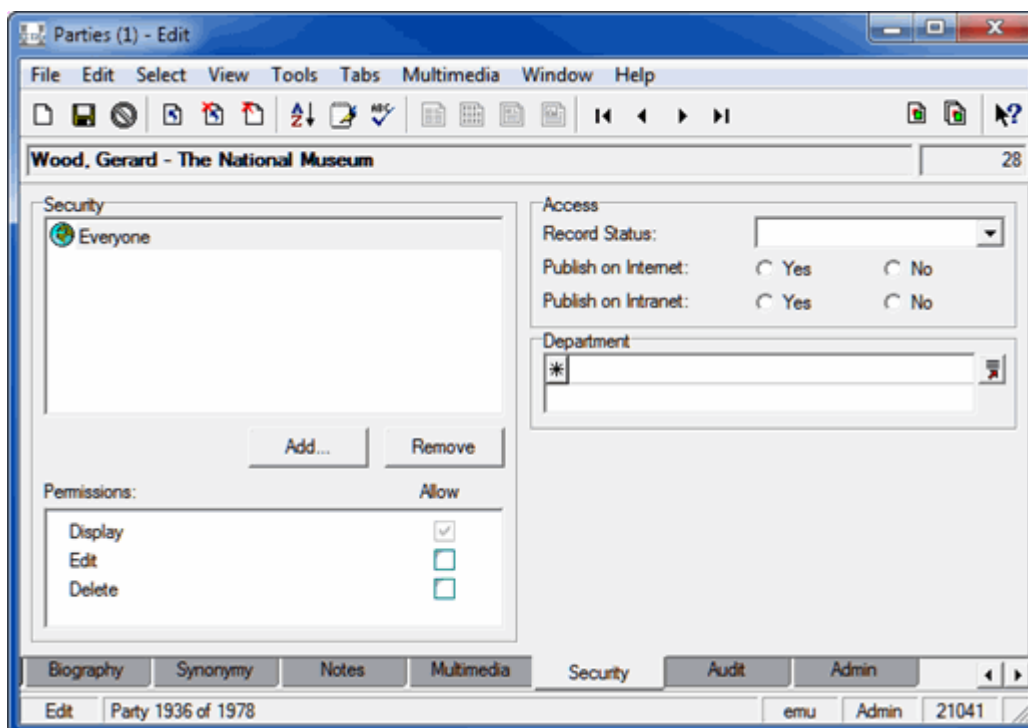 Parties (1) - Edit
File Edit Select View Tools Tabs Multimedia Window Help
Wood, Gerard - The National Museum 28
Security
Everyone
Add... Remove
Permissions: Allow
Display
Edit
Delete
Access
Record Status:
Publish on Internet: Yes No
Publish on Intranet: Yes No
Department
Biography Synonymy Notes Multimedia Security Audit Admin
Edit Party 1936 of 1978 emu Admin 21041